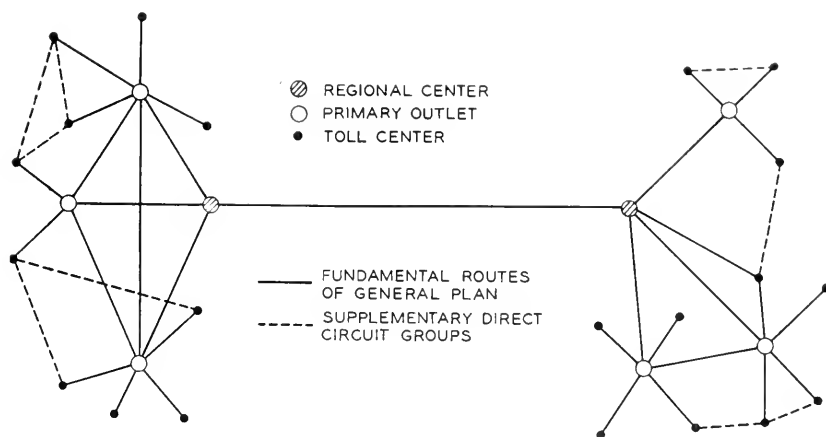 REGIONAL CENTER
PRIMARY OUTLET
TOLL CENTER
FUNDAMENTAL ROUTES
OF GENERAL PLAN
SUPPLEMENTARY DIRECT
CIRCUIT GROUPS